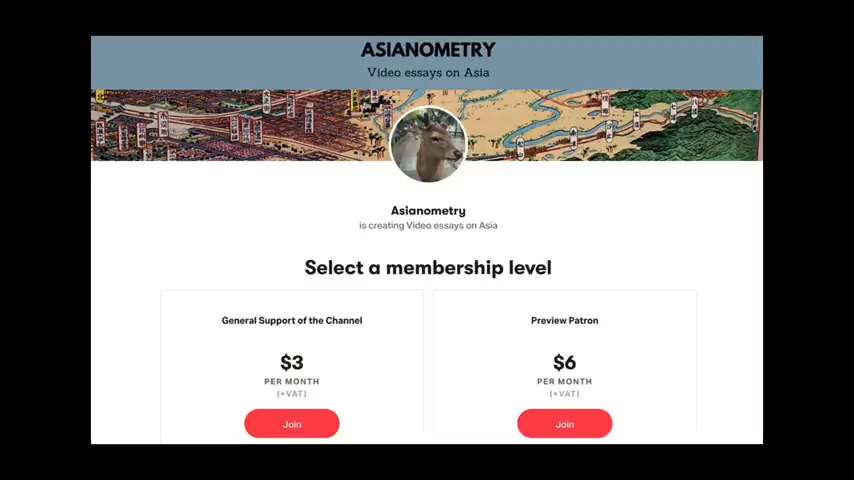 ASIANOMETRY
Video essays on Asia
Asianometry
is creating Video essays on Asia
Select a membership level
General Support of the Channel
$3
PER MONTH
(+VAT)
Join
Preview Patron
$6
PER MONTH
(+VAT)
Join